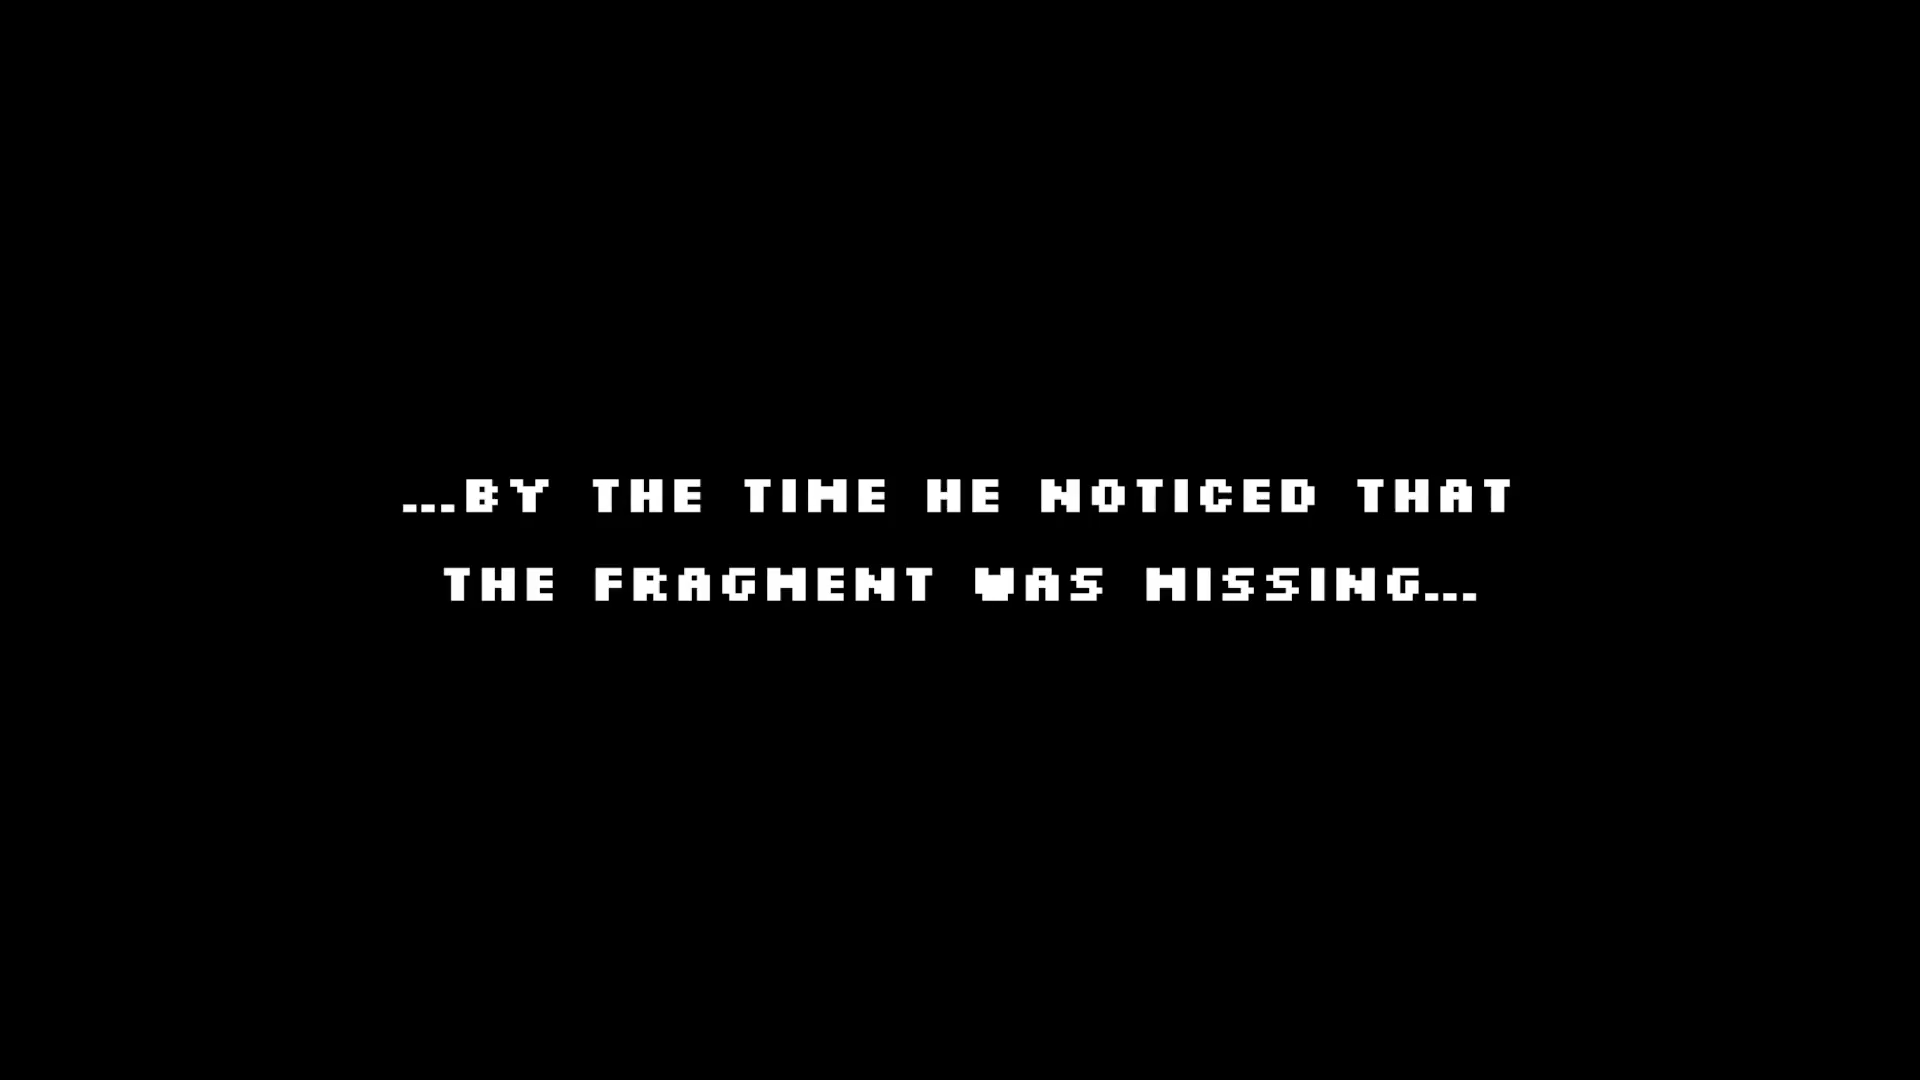 ...BY THE TIME HE NOTICED THAT
THE FRAGMENT WAS MISSING...